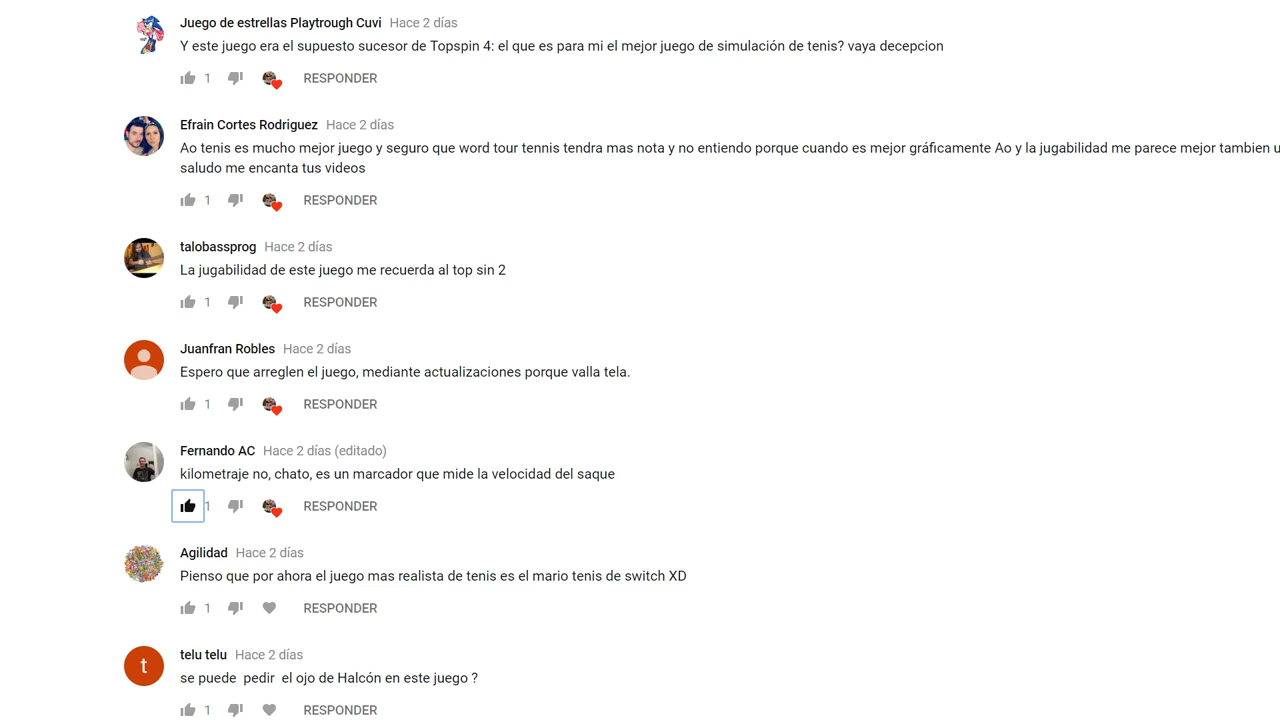 Juego de estrellas Playtrough Cuvi Hace 2 días
Y este juego era el supuesto sucesor de Topspin 4: el que es para mi el mejor juego de simulación de tenis? vaya decepcion
1 RESPONDER
Efrain Cortes Rodriguez Hace 2 días
Ao tenis es mucho mejor juego y seguro que word tour tennis tendra mas nota y no entiendo porque cuando es mejor gráficamente Ao y la jugabilidad me parece mejor tambien u
saludo me encanta tus videos
1 RESPONDER
talobassprog Hace 2 días
La jugabilidad de este juego me recuerda al top sin 2
1 RESPONDER
Juanfran Robles Hace 2 días
Espero que arreglen el juego, mediante actualizaciones porque valla tela.
1 RESPONDER
Fernando AC Hace 2 días (editado)
kilometraje no, chato, es un marcador que mide la velocidad del saque
1 RESPONDER
Agilidad Hace 2 días
Pienso que por ahora el juego mas realista de tenis es el mario tenis de switch XD
1 RESPONDER
t telu telu Hace 2 días
se puede  pedir  el ojo de Halcón en este juego ?
1 RESPONDER